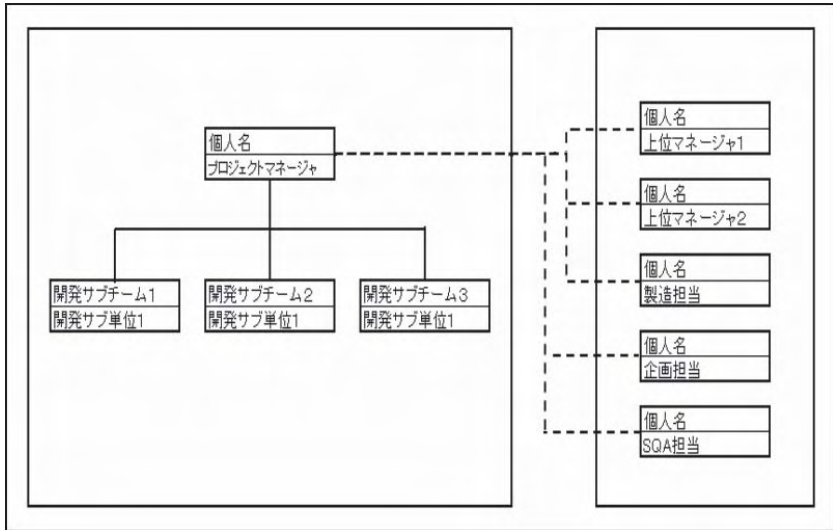 個人名
プロジェクトマネージャ
開発サブチーム1
開発サブ単位1
開発サブチーム2
開発サブ単位1
開発サブチーム3
開発サブ単位1
個人名
上位マネージャ1
個人名
上位マネージャ2
個人名
製造担当
個人名
企画担当
個人名
SQA担当